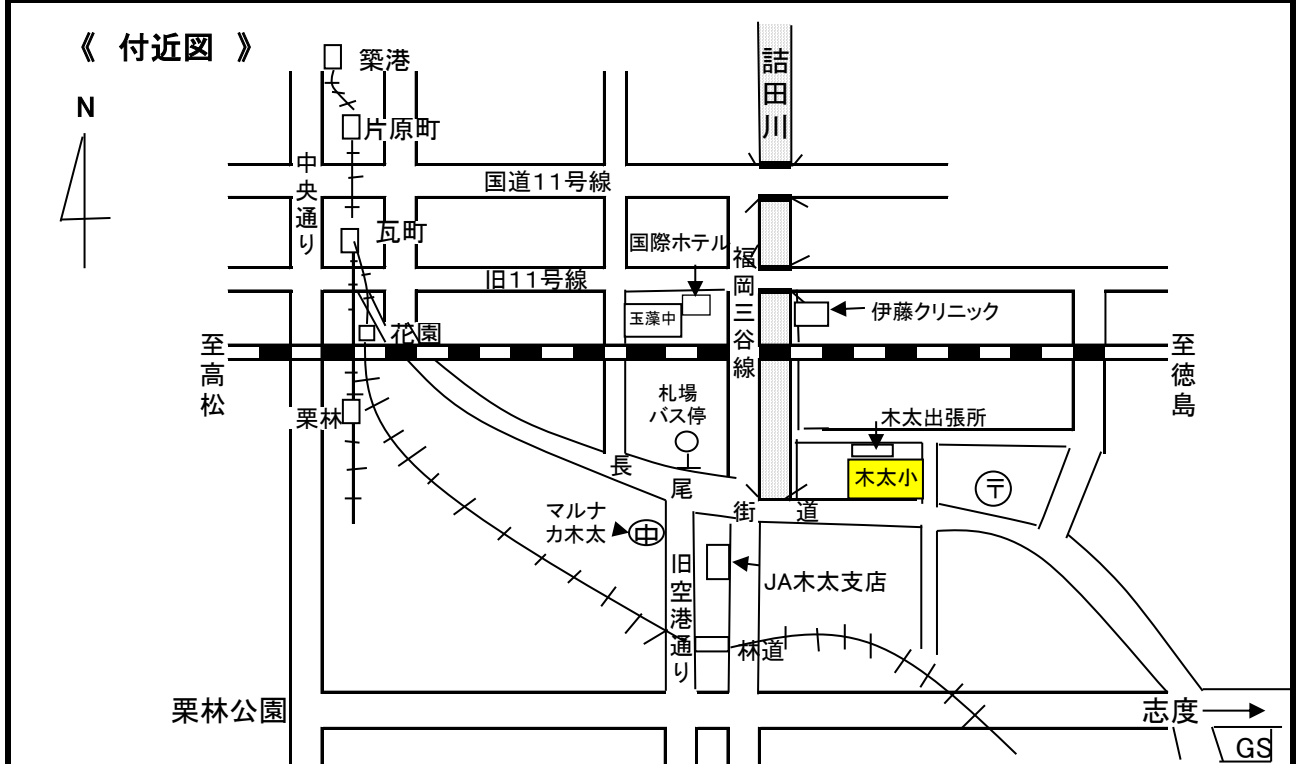 《 付近図 》
N
築港
片原町
詰田川
中央通り
国道11号線
瓦町
国際ホテル
福岡三谷線
旧11号線
玉藻中
伊藤クリニック
花園
至高松
至徳島
栗林
札場
バス停
木太出張所
長尾街道
木太小
〒
マルナ
カ木太
中
旧空港通り
JA木太支店
林道
栗林公園
志度
GS